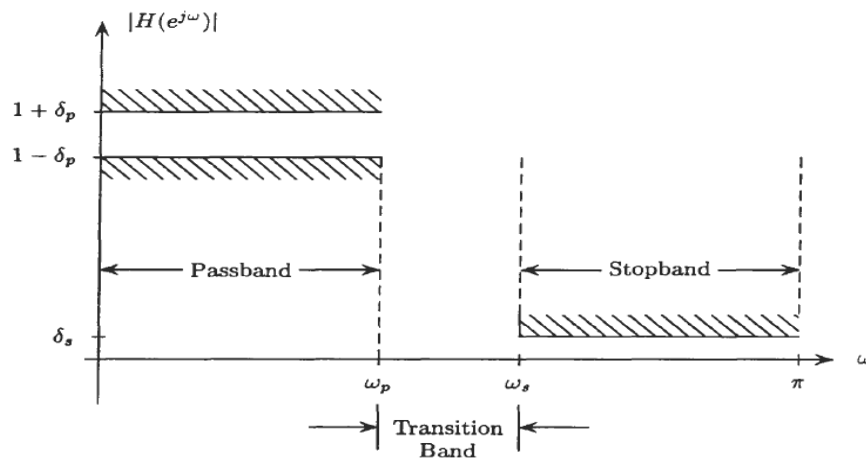 |H(e^{jω})|
1 + δ_p
1 − δ_p
Passband
Stopband
δ_s
ω
ω_p
ω_s
π
Transition
Band